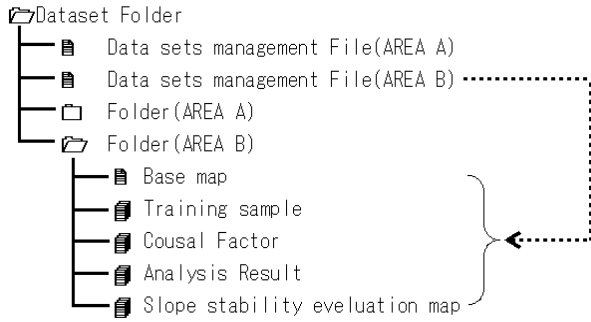 Dataset Folder
Data sets management File(AREA A)
Data sets management File(AREA B)
Folder(AREA A)
Folder(AREA B)
Base map
Training sample
Cousal Factor
Analysis Result
Slope stability eveluation map